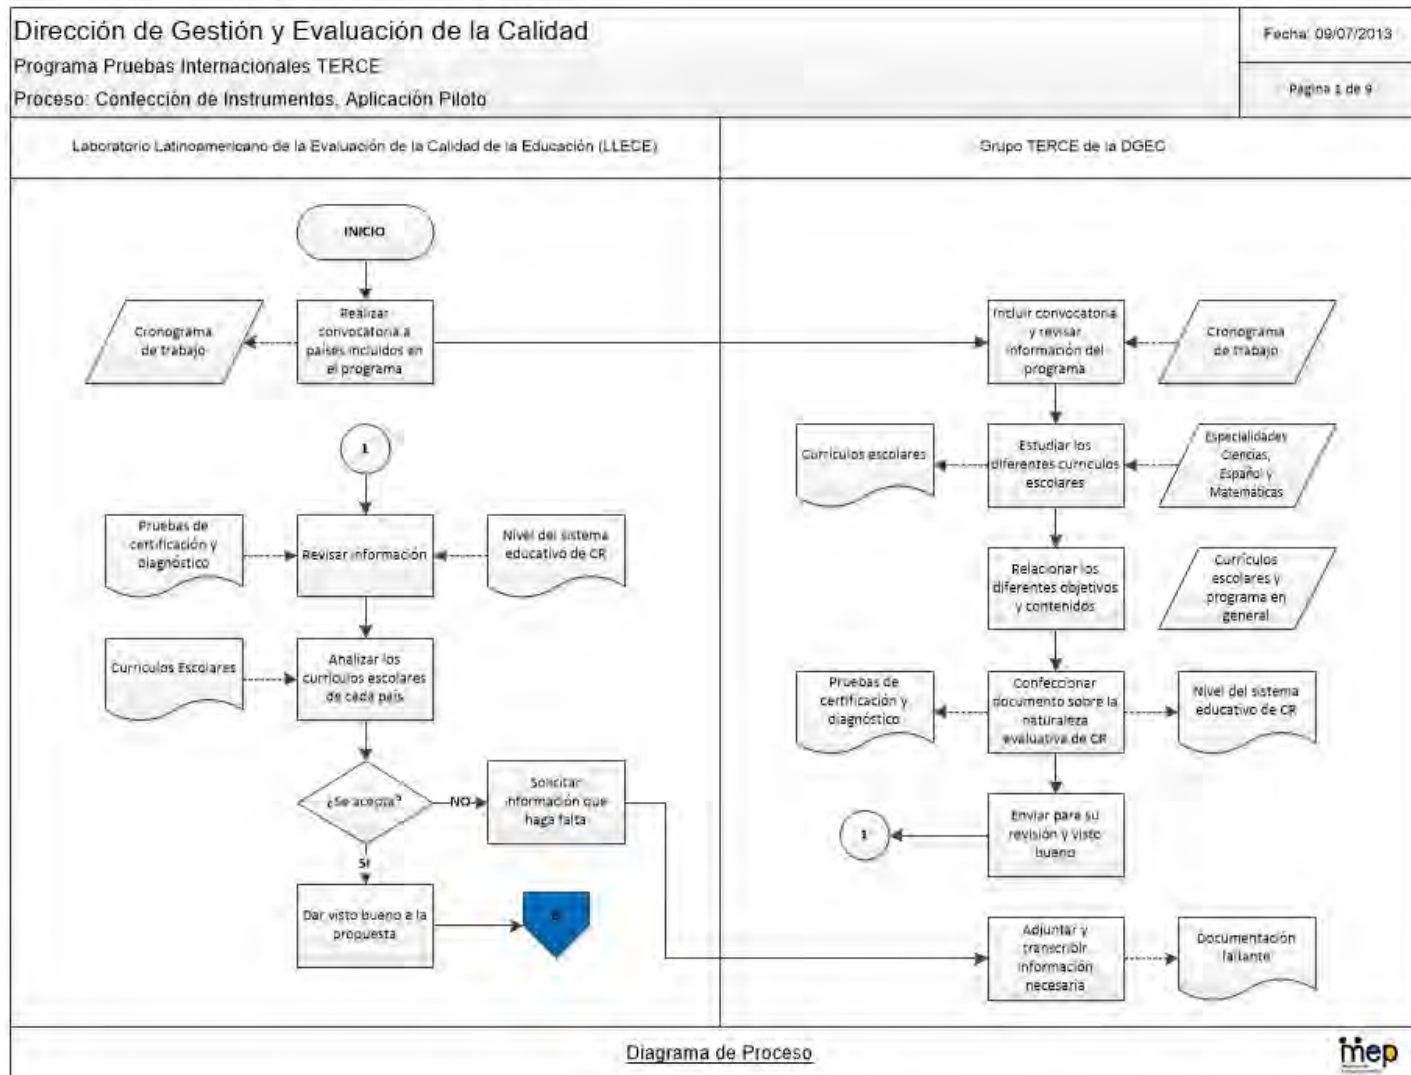 Dirección de Gestión y Evaluación de la Calidad
Programa Pruebas Internacionales TERCE
Proceso: Confección de Instrumentos, Aplicación Piloto
Fecha: 09/07/2013
Página 1 de 9
Laboratorio Latinoamericano de la Evaluación de la Calidad de la Educación (LLECE)
Grupo TERCE de la DGEC
INICIO
Cronograma
de trabajo
Realizar
convocatoria a
países incluidos en
el programa
1
Pruebas de
certificación y
diagnóstico
Revisar información
Nivel del sistema
educativo de CR
Currículos Escolares
Analizar los
currículos escolares
de cada país
¿Se acepta?
NO
Solicitar
información que
haga falta
SI
Dar visto bueno a la
propuesta
Incluir convocatoria
y revisar
información del
programa
Cronograma
de trabajo
Currículos escolares
Estudiar los
diferentes currículos
escolares
Especialidades
Ciencias,
Español y
Matemáticas
Relacionar los
diferentes objetivos
y contenidos
Currículos
escolares y
programa en
general
Pruebas de
certificación y
diagnóstico
Confeccionar
documento sobre la
naturaleza
evaluativa de CR
Nivel del sistema
educativo de CR
1
Enviar para su
revisión y visto
bueno
Adjuntar y
transcribir
información
necesaria
Documentación
faltante
Diagrama de Proceso
mep